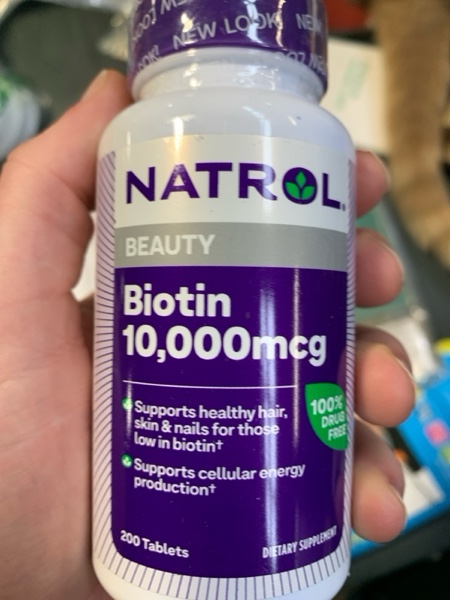 NEW LOOK! NEW
NATROL.
BEAUTY
Biotin
10,000mcg
Supports healthy hair,
skin & nails for those
low in biotin†
Supports cellular energy
production†
100%
DRUG
FREE
200 Tablets
DIETARY SUPPLEMENT